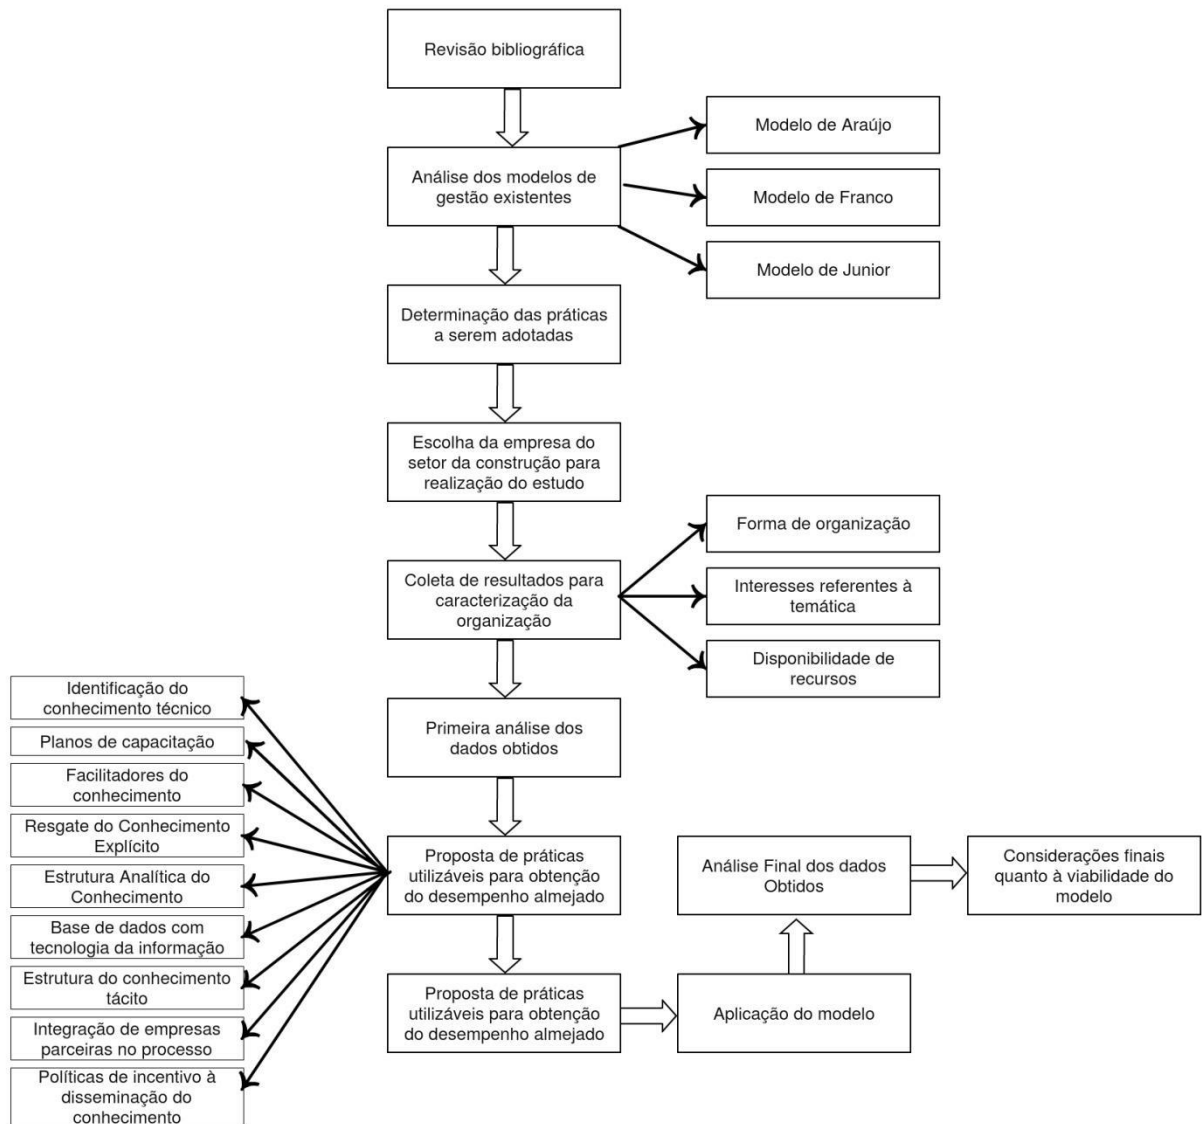 Revisão bibliográfica
Análise dos modelos de
gestão existentes
Modelo de Araújo
Modelo de Franco
Modelo de Junior
Determinação das práticas
a serem adotadas
Escolha da empresa do
setor da construção para
realização do estudo
Coleta de resultados para
caracterização da
organização
Forma de organização
Interesses referentes à
temática
Disponibilidade de
recursos
Primeira análise dos
dados obtidos
Proposta de práticas
utilizáveis para obtenção
do desempenho almejado
Identificação do
conhecimento técnico
Planos de capacitação
Facilitadores do
conhecimento
Resgate do Conhecimento
Explícito
Estrutura Analítica do
Conhecimento
Base de dados com
tecnologia da informação
Estrutura do conhecimento
tácito
Integração de empresas
parceiras no processo
Políticas de incentivo à
disseminação do
conhecimento
Proposta de práticas
utilizáveis para obtenção
do desempenho almejado
Aplicação do modelo
Análise Final dos dados
Obtidos
Considerações finais
quanto à viabilidade do
modelo